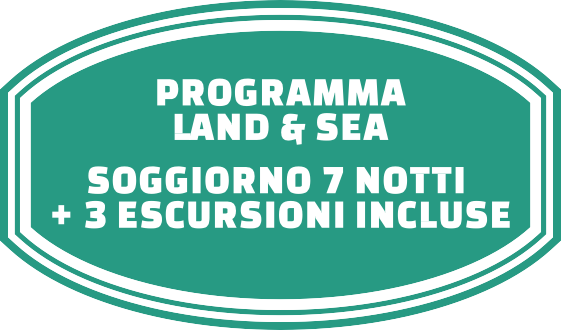 PROGRAMMA
LAND & SEA
SOGGIORNO 7 NOTTI
+ 3 ESCURSIONI INCLUSE